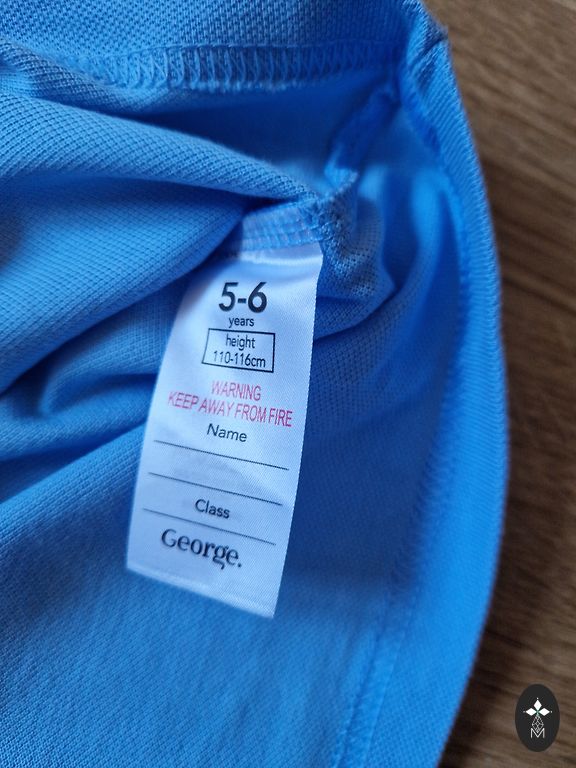 5-6
years
height
110-116cm
WARNING
KEEP AWAY FROM FIRE
Name
Class
George.
M